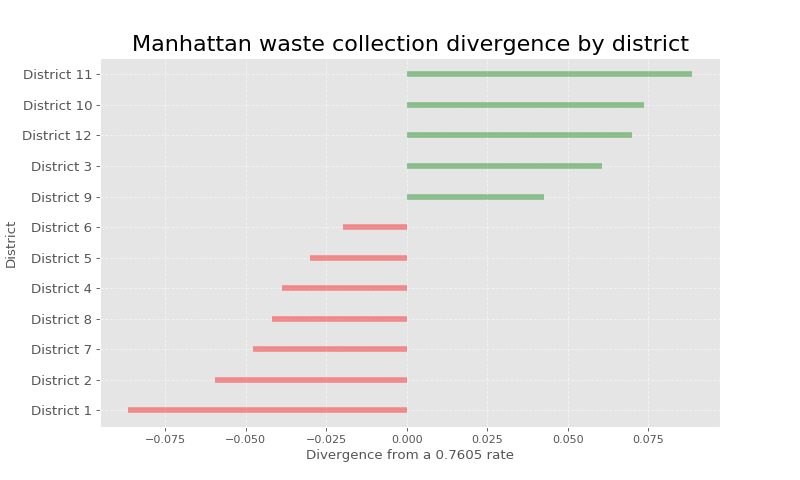 Manhattan waste collection divergence by district
District
District 11
District 10
District 12
District 3
District 9
District 6
District 5
District 4
District 8
District 7
District 2
District 1
−0.075 −0.050 −0.025 0.000 0.025 0.050 0.075
Divergence from a 0.7605 rate